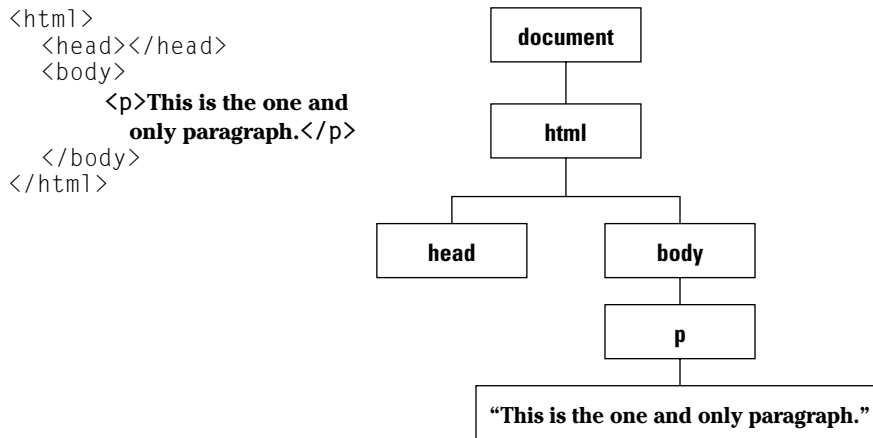 <html>
<head></head>
<body>
<p>This is the one and
only paragraph.</p>
</body>
</html>
document
html
head
body
p
“This is the one and only paragraph.”